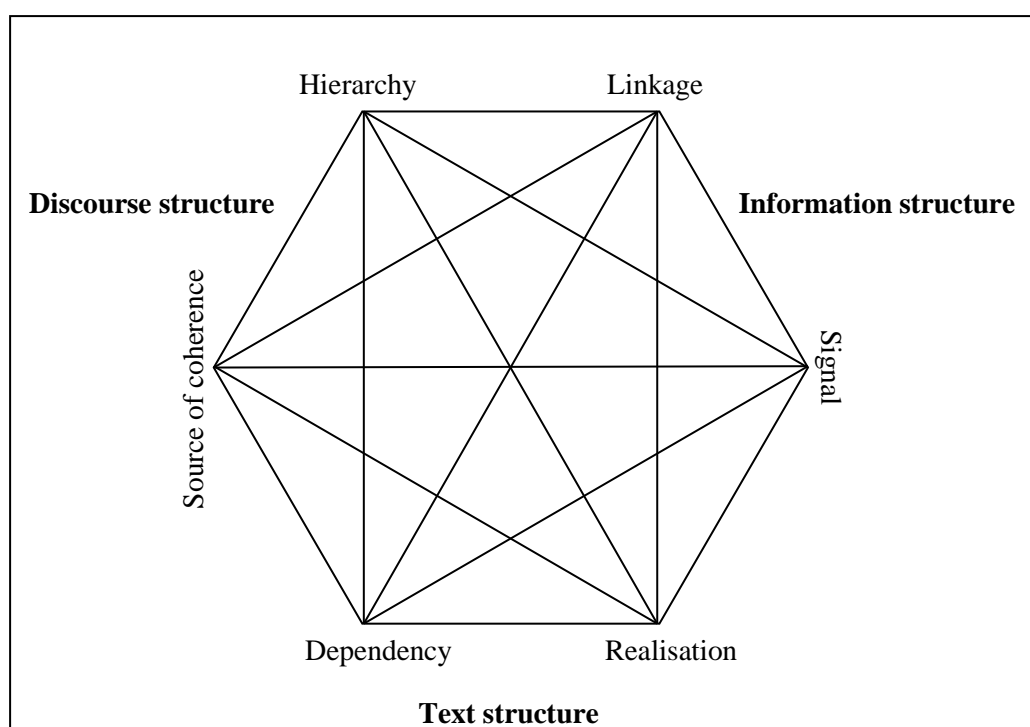 Hierarchy
Linkage
Discourse structure
Information structure
Source of coherence
Signal
Dependency
Realisation
Text structure